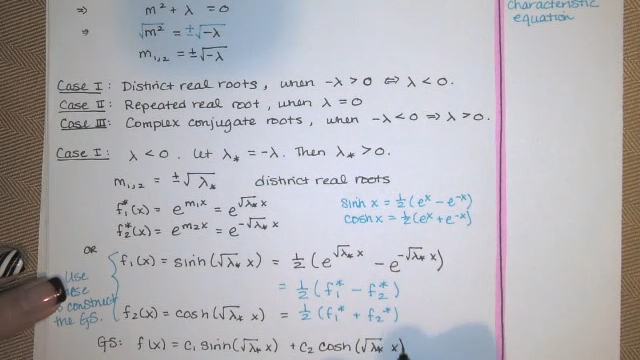 characteristic
equation
⇒ m² + λ = 0
⇒ √m² = ±√-λ
m₁,₂ = ±√-λ
Case I: Distinct real roots, when -λ > 0 ⇔ λ < 0.
Case II: Repeated real root, when λ = 0
Case III: Complex conjugate roots, when -λ < 0 ⇒ λ > 0.
Case I: λ < 0. Let λ* = -λ. Then λ* > 0.
m₁,₂ = ±√λ* distinct real roots
f₁*(x) = e^{m₁x} = e^{√λ* x}
f₂*(x) = e^{m₂x} = e^{-√λ* x}
sinh x = ½(eˣ - e⁻ˣ)
cosh x = ½(eˣ + e⁻ˣ)
OR
f₁(x) = sinh(√λ* x) = ½(e^{√λ* x} - e^{-√λ* x})
= ½(f₁* - f₂*)
f₂(x) = cosh(√λ* x) = ½(f₁* + f₂*)
Use
to construct
the GS.
GS: f(x) = c₁ sinh(√λ* x) + c₂ cosh(√λ* x)